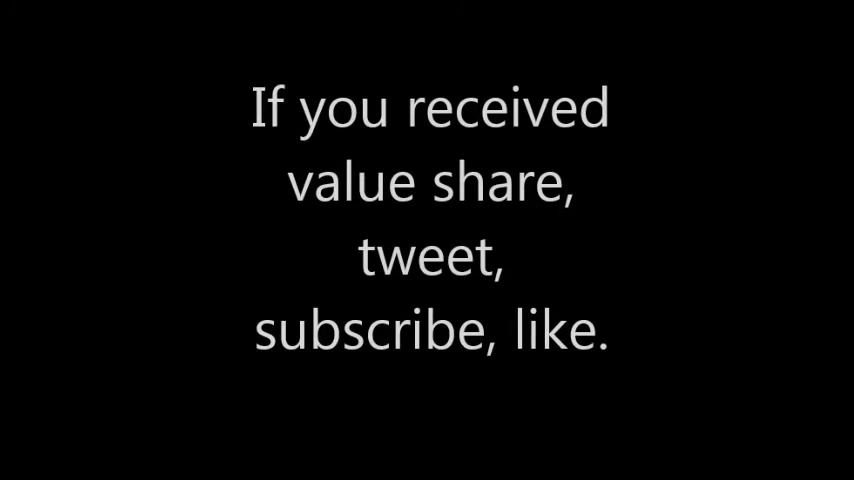 If you received
value share,
tweet,
subscribe, like.